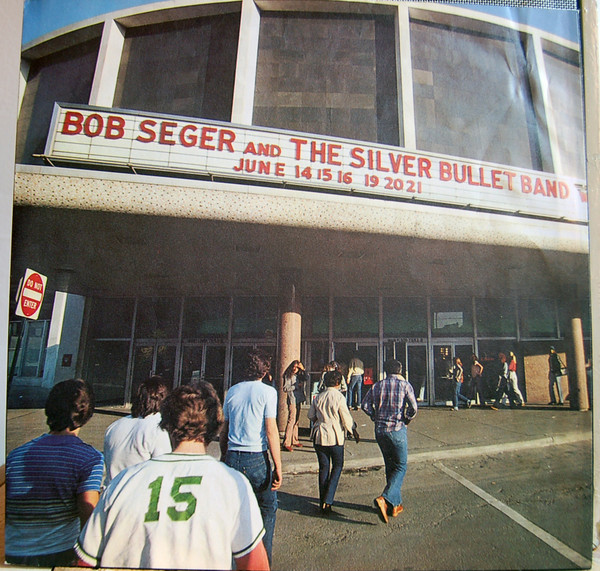 BOB SEGER AND THE SILVER BULLET BAND
JUNE 14 15 16 19 20 21
DO NOT
ENTER
15